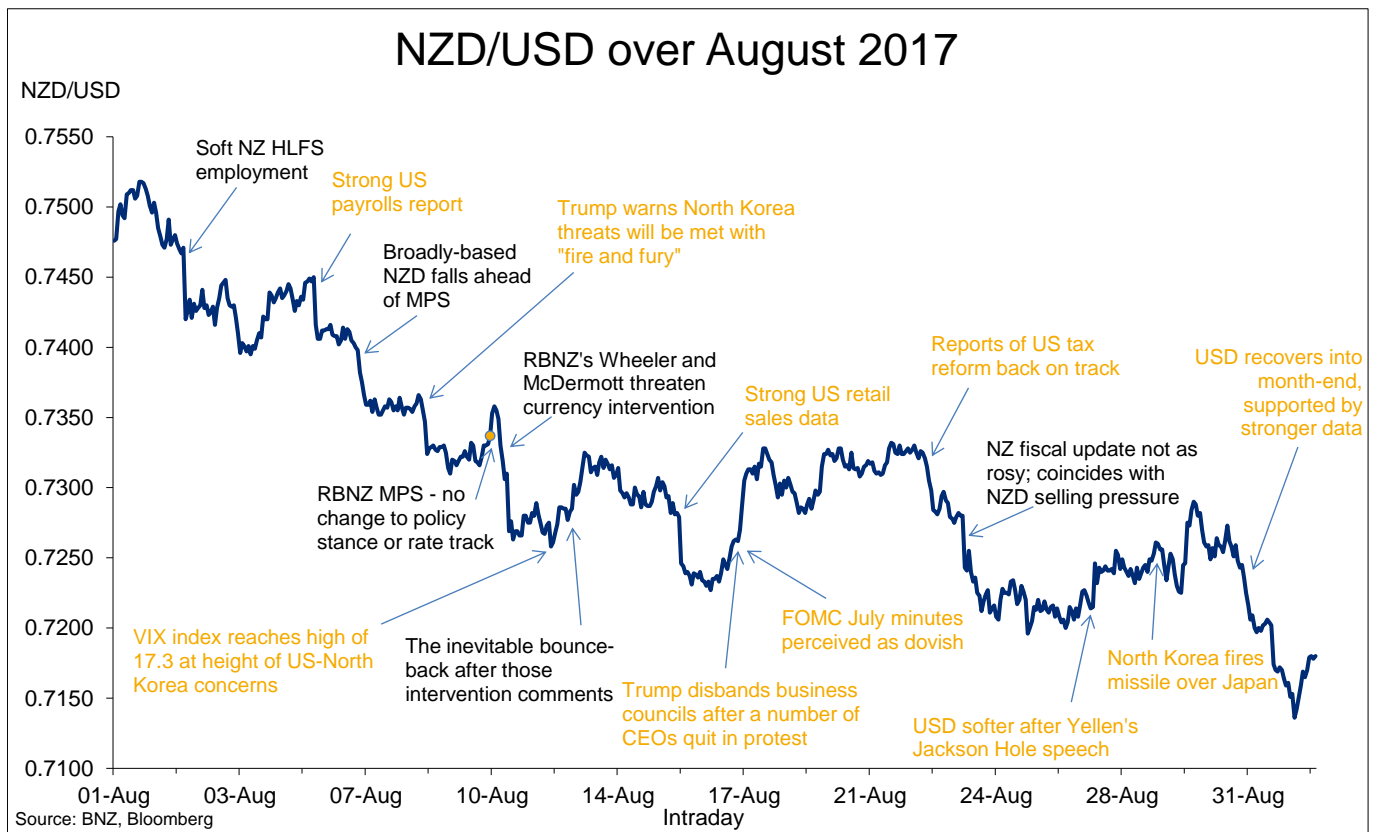 NZD/USD over August 2017
NZD/USD
0.7550
0.7500
0.7450
0.7400
0.7350
0.7300
0.7250
0.7200
0.7150
0.7100
Soft NZ HLFS
employment
Strong US
payrolls report
Broadly-based
NZD falls ahead
of MPS
Trump warns North Korea
threats will be met with
"fire and fury"
RBNZ's Wheeler and
McDermott threaten
currency intervention
RBNZ MPS - no
change to policy
stance or rate track
VIX index reaches high of
17.3 at height of US-North
Korea concerns
The inevitable bounce-
back after those
intervention comments
Strong US retail
sales data
Trump disbands business
councils after a number of
CEOs quit in protest
FOMC July minutes
perceived as dovish
Reports of US tax
reform back on track
NZ fiscal update not as
rosy; coincides with
NZD selling pressure
USD softer after Yellen's
Jackson Hole speech
North Korea fires
missile over Japan
USD recovers into
month-end,
supported by
stronger data
01-Aug
03-Aug
07-Aug
10-Aug
14-Aug
17-Aug
21-Aug
24-Aug
28-Aug
31-Aug
Intraday
Source: BNZ, Bloomberg